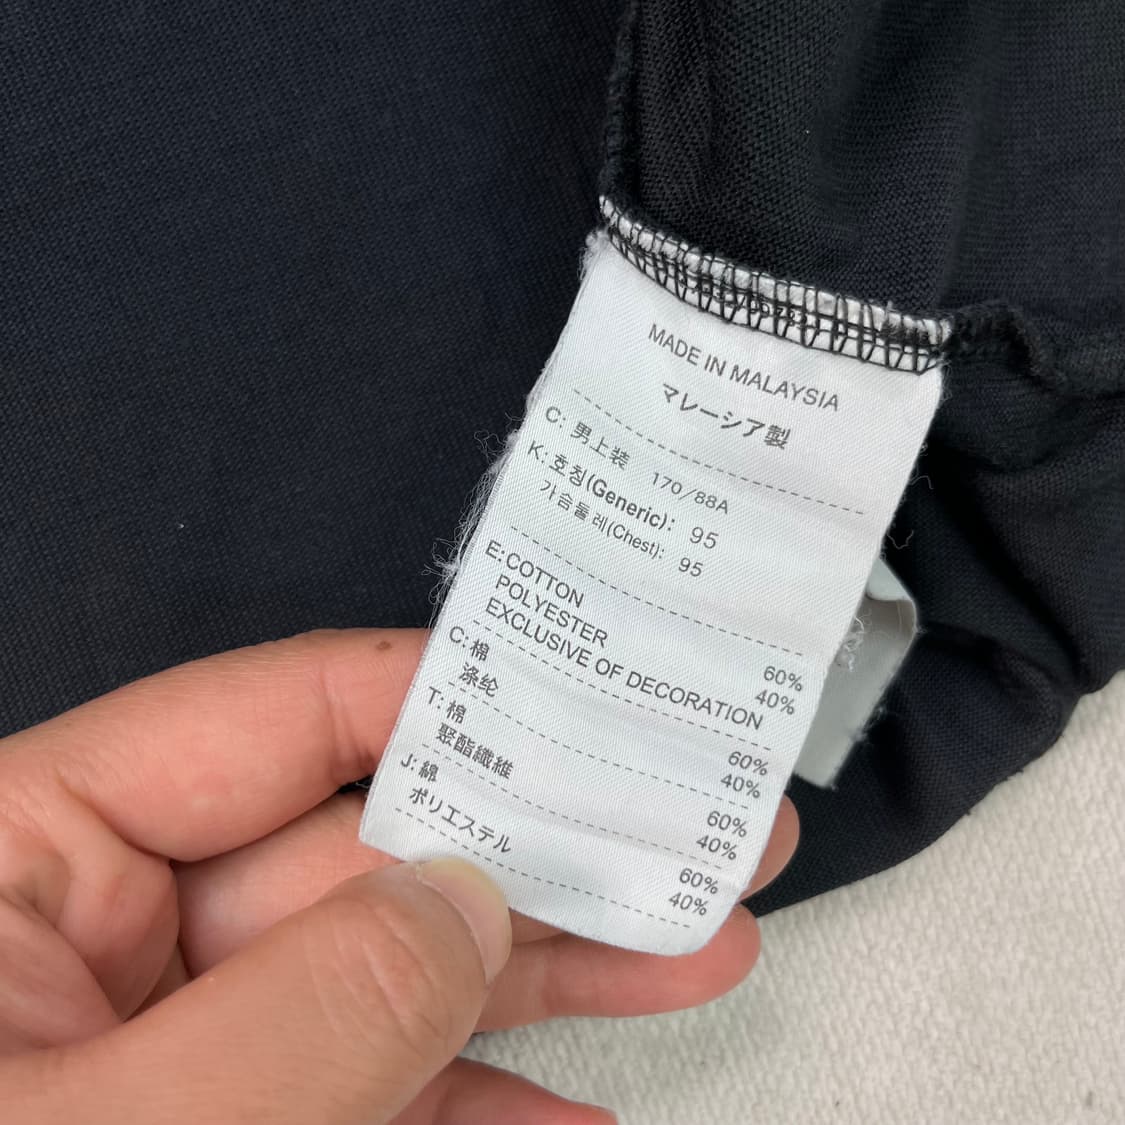 MADE IN MALAYSIA
マレーシア製
C: 男上装 170/88A
K: 호칭(Generic): 95
가슴둘레(Chest): 95
E: COTTON 60%
POLYESTER 40%
EXCLUSIVE OF DECORATION
C: 棉 60%
涤纶 40%
T: 棉 60%
聚酯纖維 40%
J: 綿 60%
ポリエステル 40%